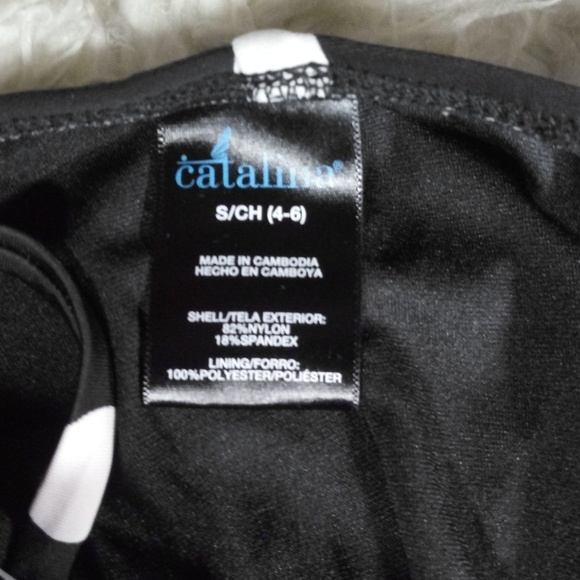 catalina®
S/CH (4-6)
MADE IN CAMBODIA
HECHO EN CAMBOYA
SHELL/TELA EXTERIOR:
82%NYLON
18%SPANDEX
LINING/FORRO:
100%POLYESTER/POLIÉSTER